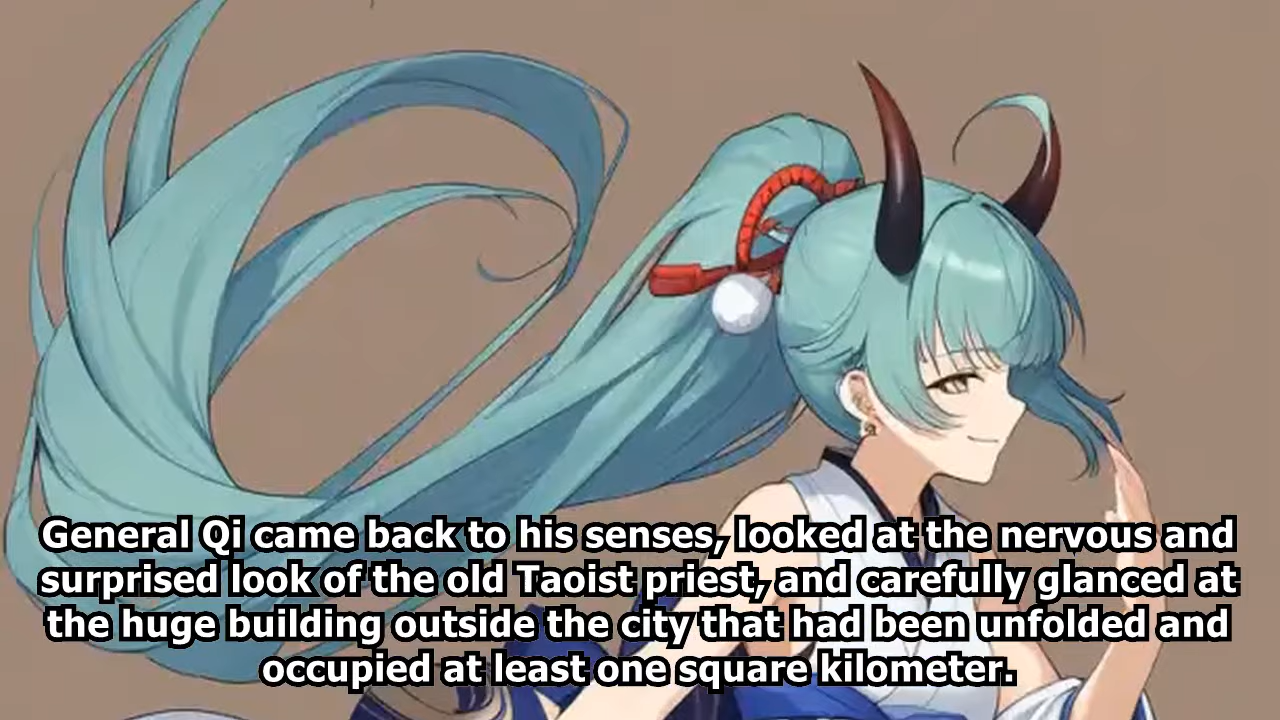 General Qi came back to his senses, looked at the nervous and
surprised look of the old Taoist priest, and carefully glanced at
the huge building outside the city that had been unfolded and
occupied at least one square kilometer.